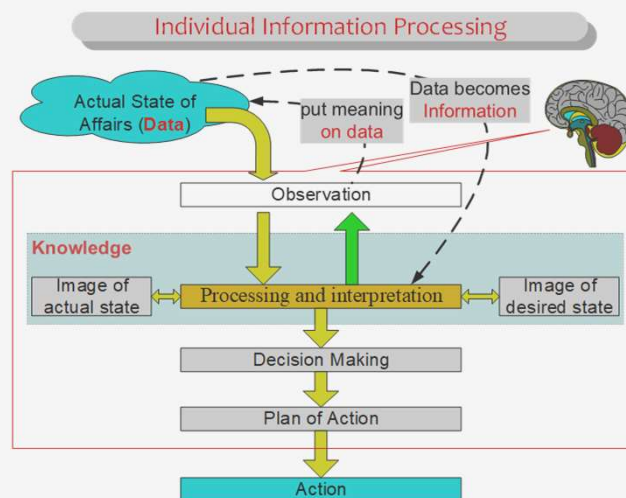 Individual Information Processing
Actual State of
Affairs (Data)
put meaning
on data
Data becomes
Information
Observation
Knowledge
Image of
actual state
Processing and interpretation
Image of
desired state
Decision Making
Plan of Action
Action